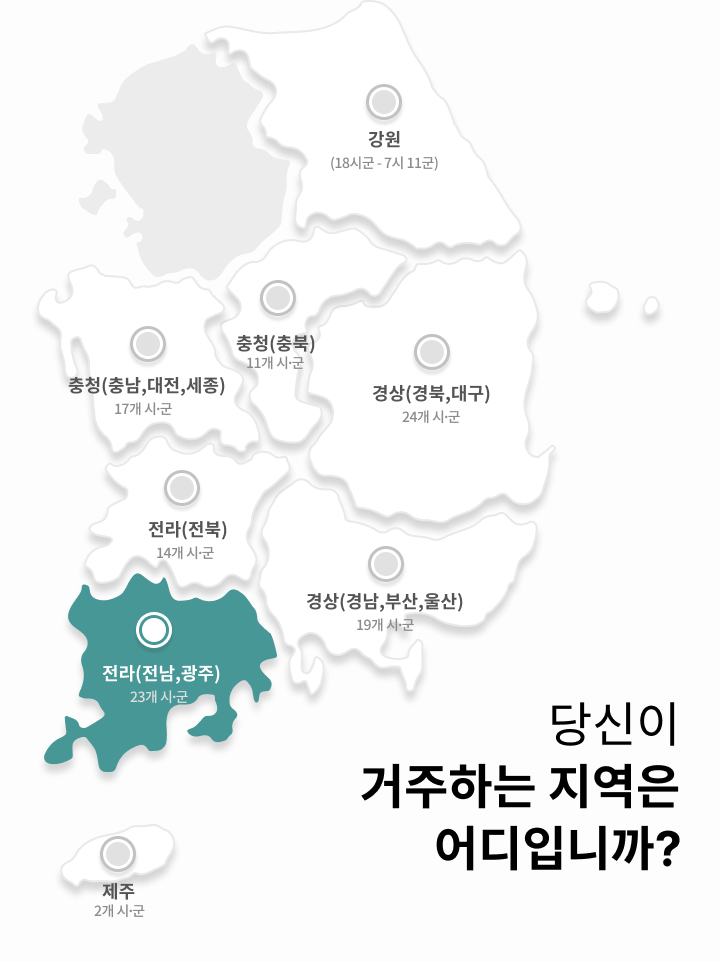 강원
(18시군 - 7시 11군)
충청(충북)
11개 시·군
충청(충남,대전,세종)
17개 시·군
경상(경북,대구)
24개 시·군
전라(전북)
14개 시·군
경상(경남,부산,울산)
19개 시·군
전라(전남,광주)
23개 시·군
당신이
거주하는 지역은
어디입니까?
제주
2개 시·군